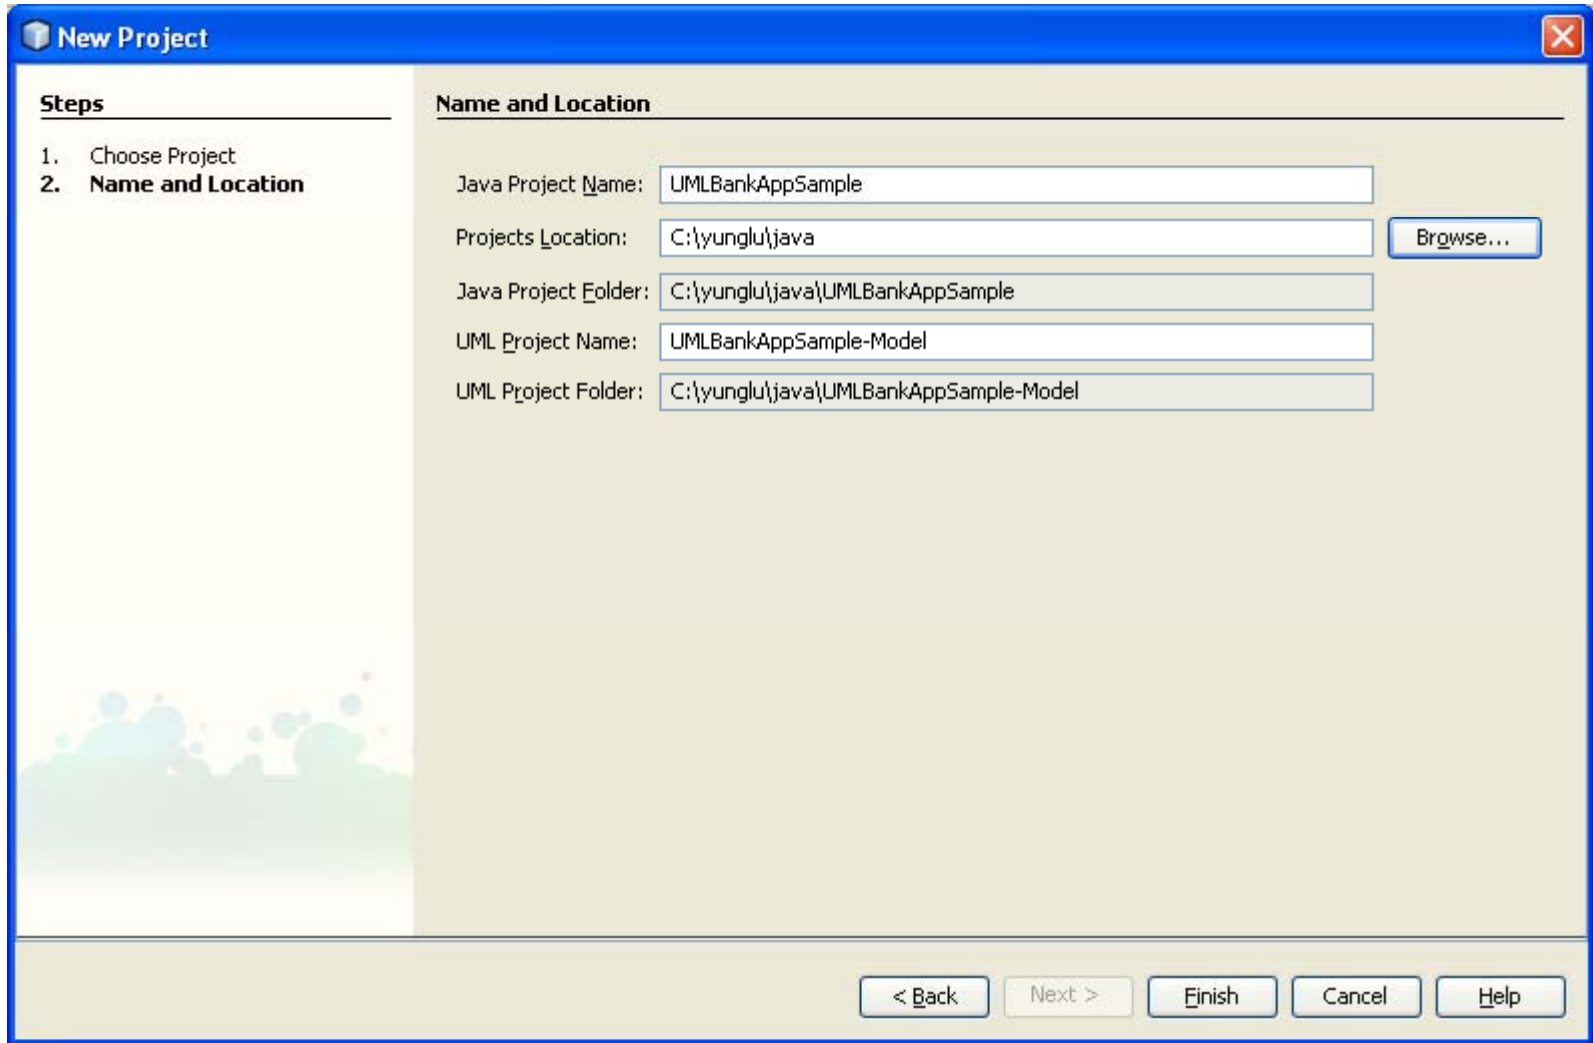 New Project
Steps
1. Choose Project
2. Name and Location
Name and Location
Java Project Name: UMLBankAppSample
Projects Location: C:\yunglu\java Browse...
Java Project Folder: C:\yunglu\java\UMLBankAppSample
UML Project Name: UMLBankAppSample-Model
UML Project Folder: C:\yunglu\java\UMLBankAppSample-Model
< Back Next > Finish Cancel Help